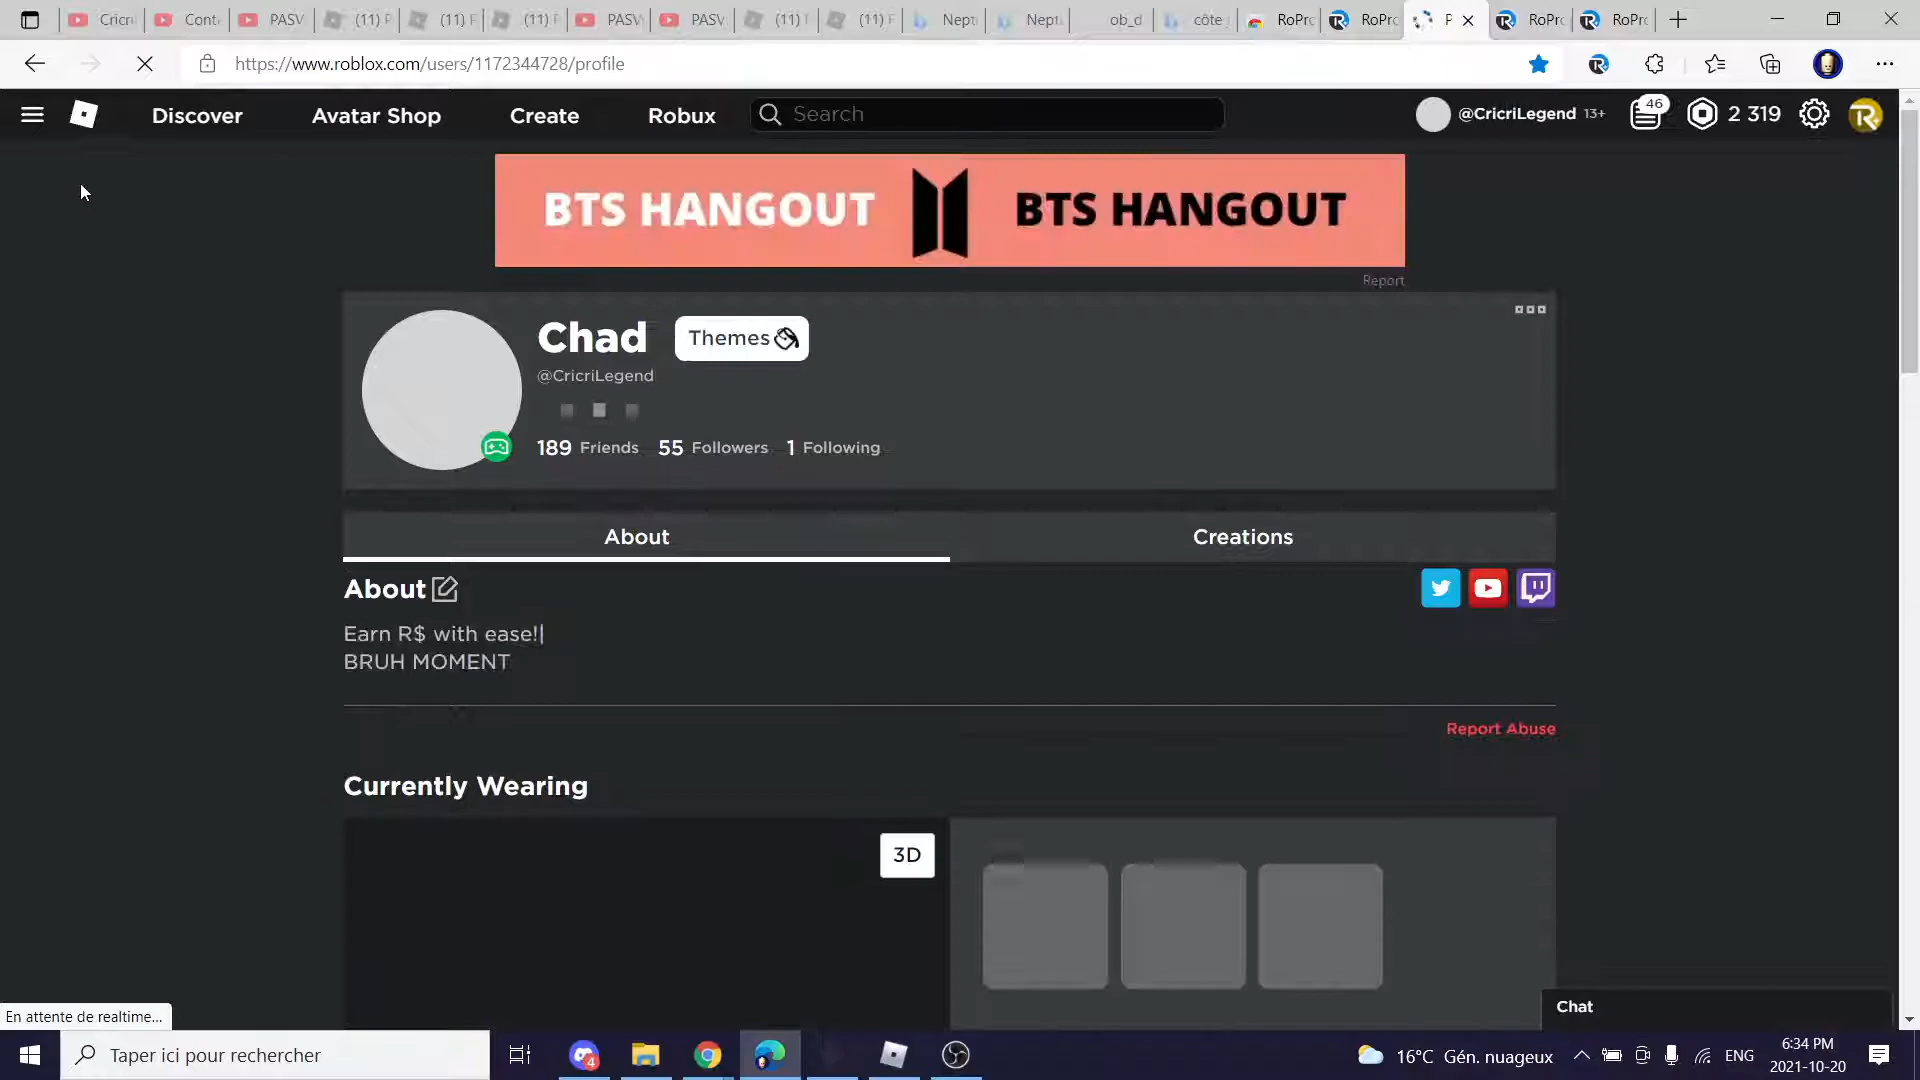 Cricri
Cont
PASV
(11) F
(11) F
(11) F
PASV
PASV
(11)
(11) F
Nept
Nept
ob_d
côte
RoPro
RoPro
P
RoPro
RoPro
https://www.roblox.com/users/1172344728/profile
Discover
Avatar Shop
Create
Robux
Search
@CricriLegend 13+
46
2 319
BTS HANGOUT BTS HANGOUT
Report
Chad
Themes
@CricriLegend
189 Friends 55 Followers 1 Following
About
Creations
About
Earn R$ with ease!|
BRUH MOMENT
Report Abuse
Currently Wearing
3D
Chat
En attente de realtime...
Taper ici pour rechercher
4
16°C Gén. nuageux
ENG
6:34 PM
2021-10-20